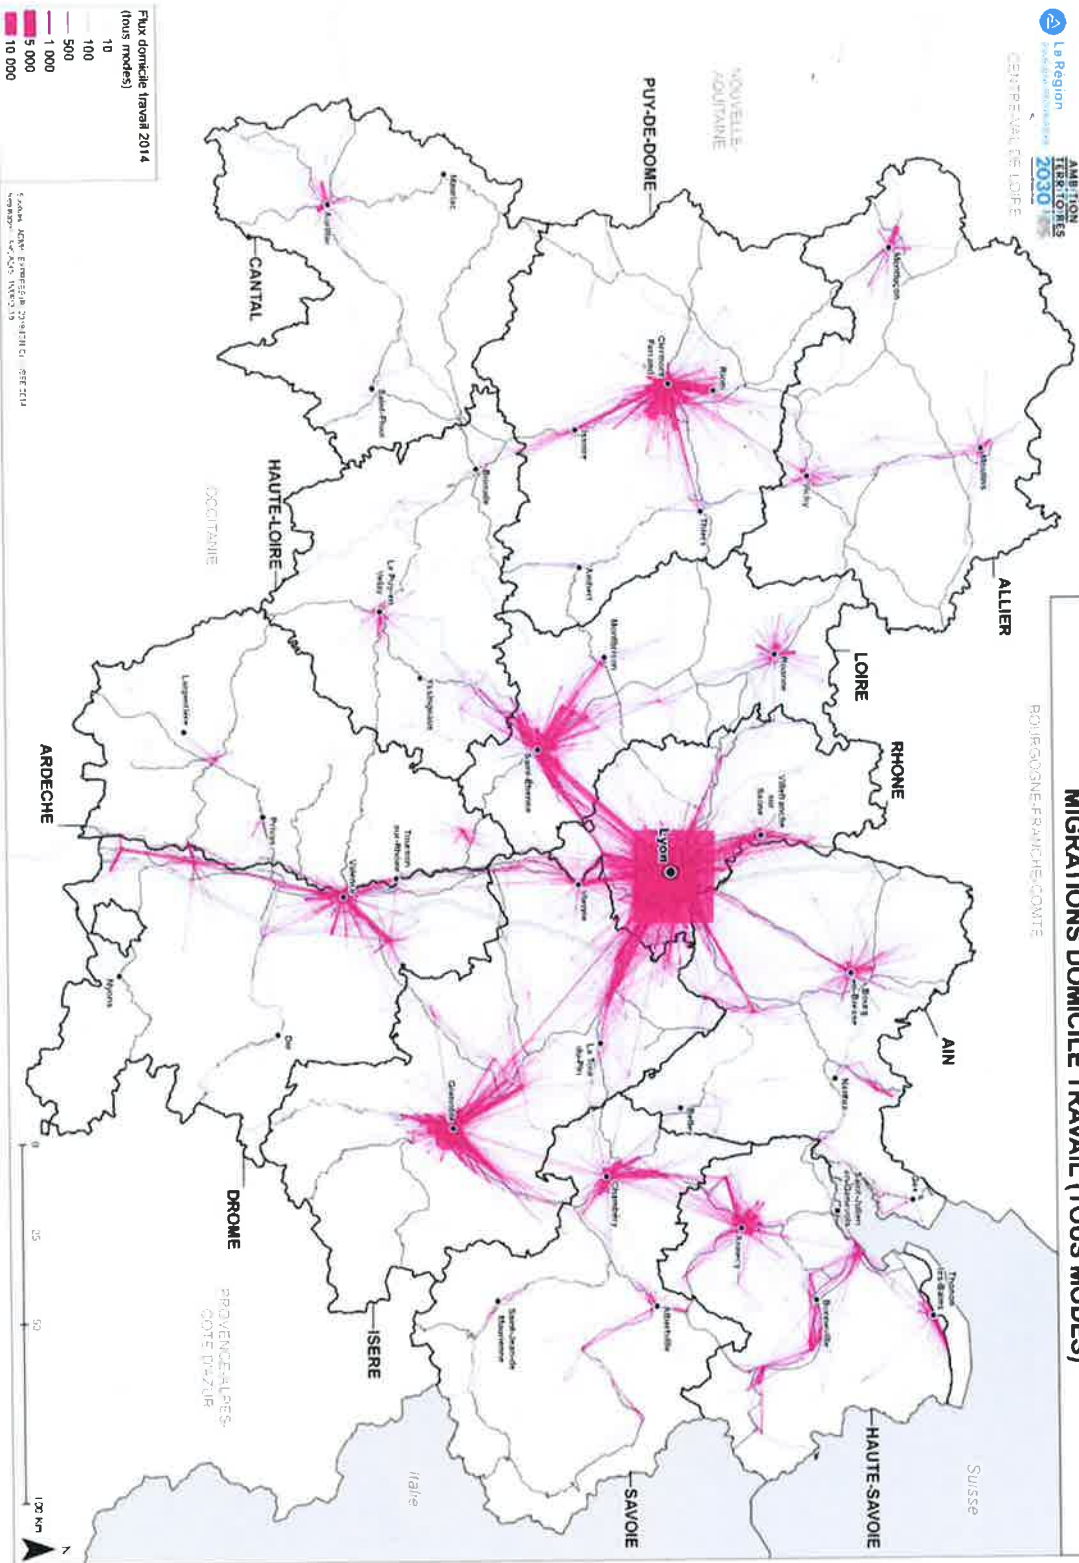 MIGRATIONS DOMICILE TRAVAIL (TOUS MODES)
La Région
AMBITION
TERRITOIRES
2030
CENTRE-VAL DE LOIRE
BOURGOGNE-FRANCHE-COMTE
NOUVELLE-
AQUITAINE
OCCITANIE
PROVENCE-ALPES-
COTE D'AZUR
Suisse
Italie
ALLIER
LOIRE
RHONE
AIN
HAUTE-SAVOIE
SAVOIE
ISERE
DROME
ARDECHE
HAUTE-LOIRE
CANTAL
PUY-DE-DOME
Montluçon
Moulins
Vichy
Riom
Clermont
Ferrand
Thiers
Issoire
Ambert
Brioude
Mauriac
Aurillac
Saint-Flour
Le Puy-en
Velay
Yssingeaux
Roanne
Montbrison
Saint-Etienne
Villefranche
sur
Saône
Lyon
Vienne
Bourg
en
Bresse
Nantua
Belley
Gex
Saint-Julien
en-Genevois
Thonon
les-Bains
Bonneville
Annecy
Chambéry
Albertville
Saint-Jean-de
Maurienne
La Tour
du-Pin
Grenoble
Tournon
sur-Rhône
Valence
Privas
Largentière
Die
Nyons
Flux domicile travail 2014
(tous modes)
10
100
500
1 000
5 000
10 000
0
25
50
100 Km
N